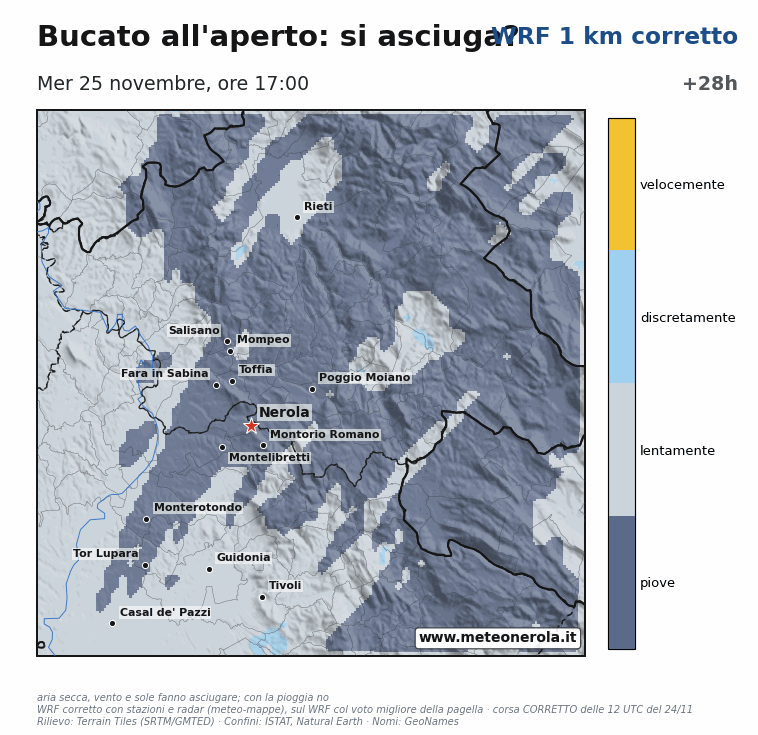 Bucato all'aperto: si asciuga?
WRF 1 km corretto
Mer 25 novembre, ore 17:00
+28h
Rieti
Salisano
Mompeo
Toffia
Fara in Sabina
Poggio Moiano
Nerola
Montorio Romano
Montelibretti
Monterotondo
Tor Lupara
Guidonia
Tivoli
Casal de' Pazzi
www.meteonerola.it
velocemente
discretamente
lentamente
piove
aria secca, vento e sole fanno asciugare; con la pioggia no
WRF corretto con stazioni e radar (meteo-mappe), sul WRF col voto migliore della pagella · corsa CORRETTO delle 12 UTC del 24/11
Rilievo: Terrain Tiles (SRTM/GMTED) · Confini: ISTAT, Natural Earth · Nomi: GeoNames